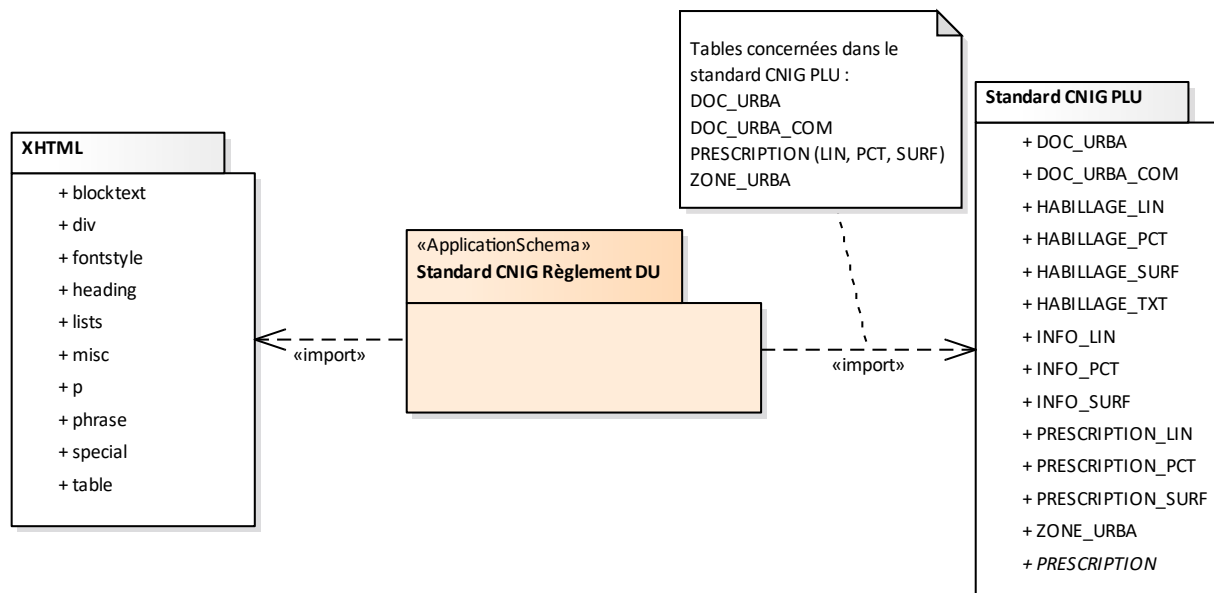 XHTML
+ blocktext
+ div
+ fontstyle
+ heading
+ lists
+ misc
+ p
+ phrase
+ special
+ table
«import»
«ApplicationSchema»
Standard CNIG Règlement DU
Tables concernées dans le
standard CNIG PLU :
DOC_URBA
DOC_URBA_COM
PRESCRIPTION (LIN, PCT, SURF)
ZONE_URBA
«import»
Standard CNIG PLU
+ DOC_URBA
+ DOC_URBA_COM
+ HABILLAGE_LIN
+ HABILLAGE_PCT
+ HABILLAGE_SURF
+ HABILLAGE_TXT
+ INFO_LIN
+ INFO_PCT
+ INFO_SURF
+ PRESCRIPTION_LIN
+ PRESCRIPTION_PCT
+ PRESCRIPTION_SURF
+ ZONE_URBA
+ PRESCRIPTION